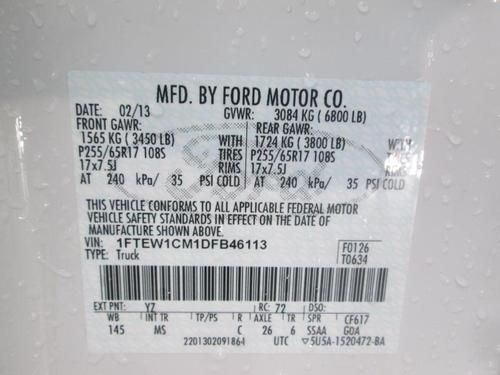 MFD. BY FORD MOTOR CO.
DATE: 02/13 GVWR: 3084 KG ( 6800 LB)
FRONT GAWR: REAR GAWR:
1565 KG ( 3450 LB) WITH 1724 KG ( 3800 LB) WITH
P255/65R17 108S TIRES P255/65R17 108S TIRES
17x7.5J RIMS 17x7.5J RIMS
AT 240 kPa/ 35 PSI COLD AT 240 kPa/ 35 PSI COLD
THIS VEHICLE CONFORMS TO ALL APPLICABLE FEDERAL MOTOR
VEHICLE SAFETY STANDARDS IN EFFECT ON THE DATE OF
MANUFACTURE SHOWN ABOVE.
VIN: 1FTEW1CM1DFB46113 F0126
TYPE: Truck T0634
EXT PNT: YZ RC: 72 DSO:
WB INT TR TP/PS R AXLE TR SPR CF617
145 MS C 26 6 SSAA GOA
2201302091864 UTC ▽5U5A-1520472-BA